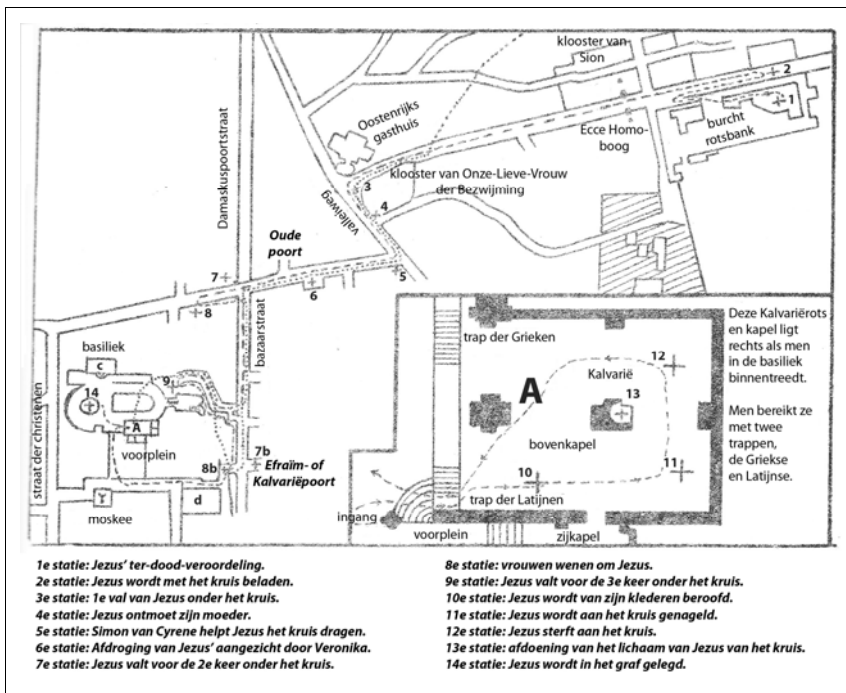 klooster van
Sion
2
1
Oostenrijks
gasthuis
Ecce Homo-
boog
burcht
rotsbank
Damaskuspoortstraat
3
klooster van Onze-Lieve-Vrouw
der Bezwijming
4
valleiweg
Oude
poort
7
5
6
8
bazaarstraat
basiliek
c
9
14
A
voorplein
straat der christenen
7b
Efraïm- of
Kalvariëpoort
8b
d
moskee
trap der Grieken
A
Kalvarië
12
13
bovenkapel
10
11
trap der Latijnen
ingang
voorplein
zijkapel
Deze Kalvariërots
en kapel ligt
rechts als men
in de basiliek
binnentreedt.
Men bereikt ze
met twee
trappen,
de Griekse
en Latijnse.
1e statie: Jezus' ter-dood-veroordeling.
2e statie: Jezus wordt met het kruis beladen.
3e statie: 1e val van Jezus onder het kruis.
4e statie: Jezus ontmoet zijn moeder.
5e statie: Simon van Cyrene helpt Jezus het kruis dragen.
6e statie: Afdroging van Jezus' aangezicht door Veronika.
7e statie: Jezus valt voor de 2e keer onder het kruis.
8e statie: vrouwen wenen om Jezus.
9e statie: Jezus valt voor de 3e keer onder het kruis.
10e statie: Jezus wordt van zijn klederen beroofd.
11e statie: Jezus wordt aan het kruis genageld.
12e statie: Jezus sterft aan het kruis.
13e statie: afdoening van het lichaam van Jezus van het kruis.
14e statie: Jezus wordt in het graf gelegd.